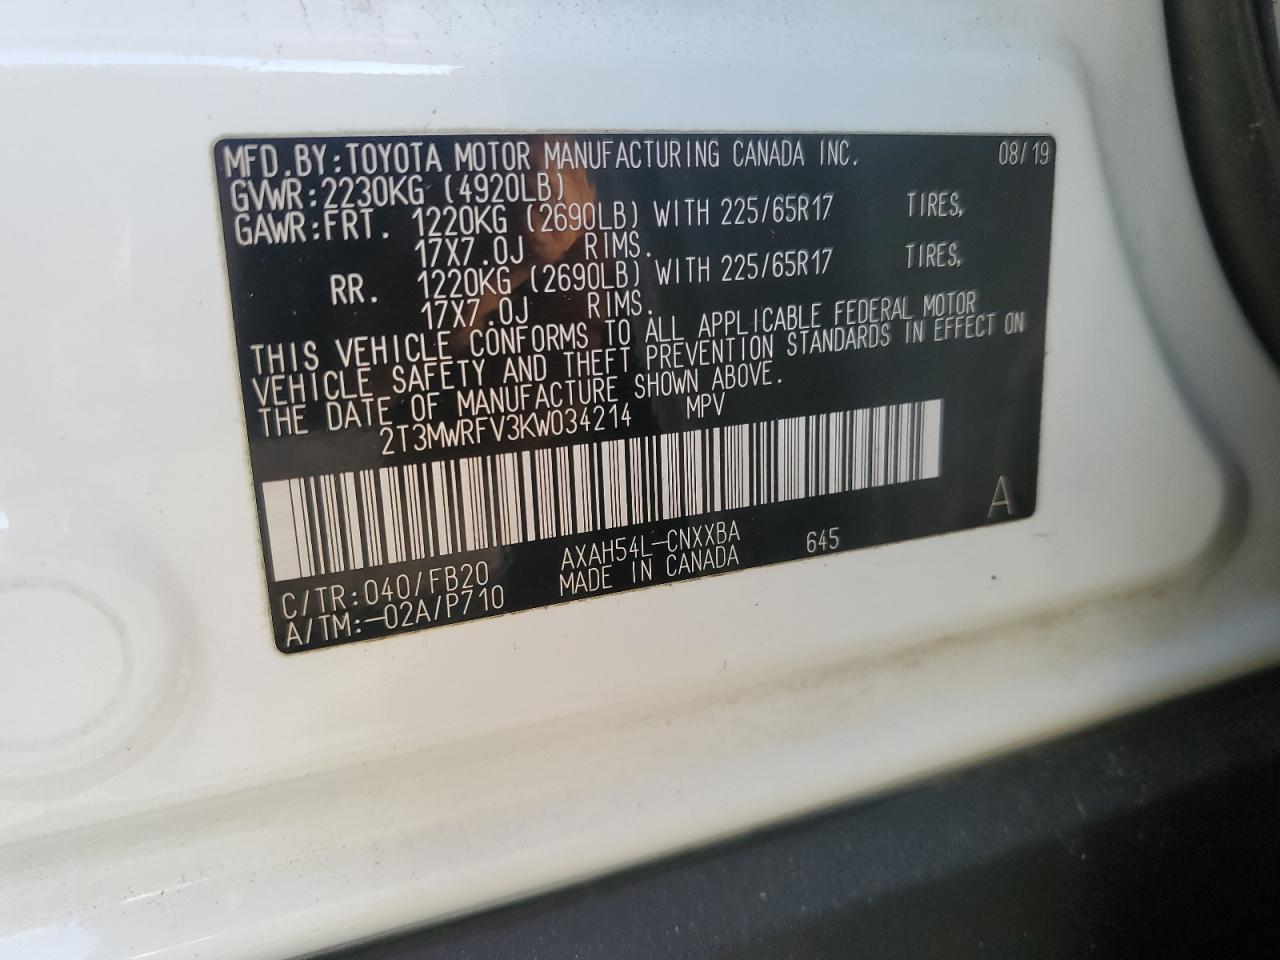 MFD.BY:TOYOTA MOTOR MANUFACTURING CANADA INC. 08/19
GVWR:2230KG (4920LB)
GAWR:FRT. 1220KG (2690LB) WITH 225/65R17 TIRES,
17X7.0J RIMS.
RR. 1220KG (2690LB) WITH 225/65R17 TIRES,
17X7.0J RIMS.
THIS VEHICLE CONFORMS TO ALL APPLICABLE FEDERAL MOTOR
VEHICLE SAFETY AND THEFT PREVENTION STANDARDS IN EFFECT ON
THE DATE OF MANUFACTURE SHOWN ABOVE.
2T3MWRFV3KW034214 MPV
A
C/TR:040/FB20 AXAH54L-CNXXBA 645
A/TM:-02A/P710 MADE IN CANADA